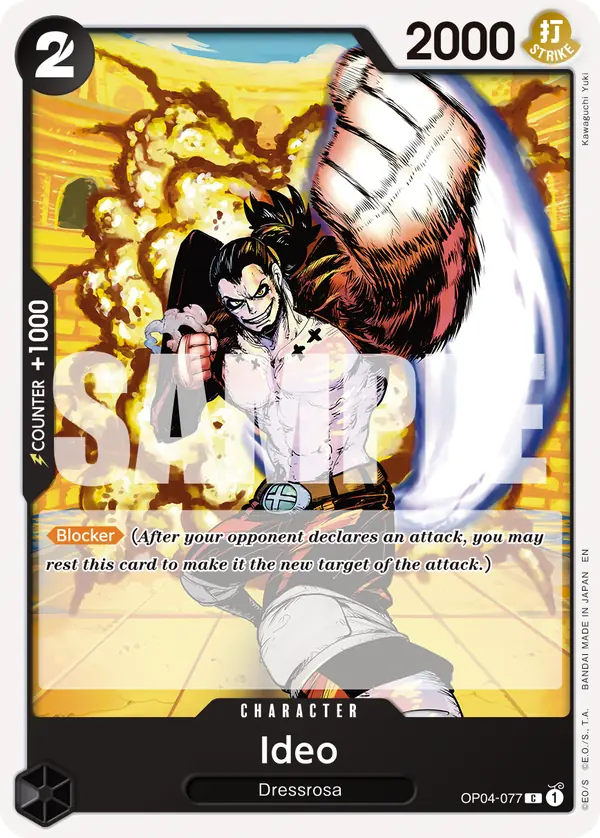 2
2000
打
STRIKE
Kawaguchi Yuki
COUNTER +1000
SAMPLE
Blocker (After your opponent declares an attack, you may
rest this card to make it the new target of the attack.)
©E.O./S., T.A. BANDAI MADE IN JAPAN EN
CHARACTER
Ideo
Dressrosa
OP04-077 C 1
©EO/S